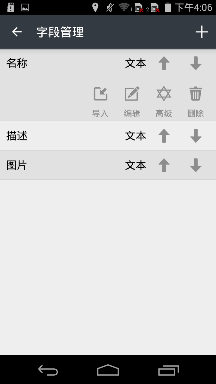 下午4:06
字段管理
名称 文本
导入 编辑 高级 删除
描述 文本
图片 文本